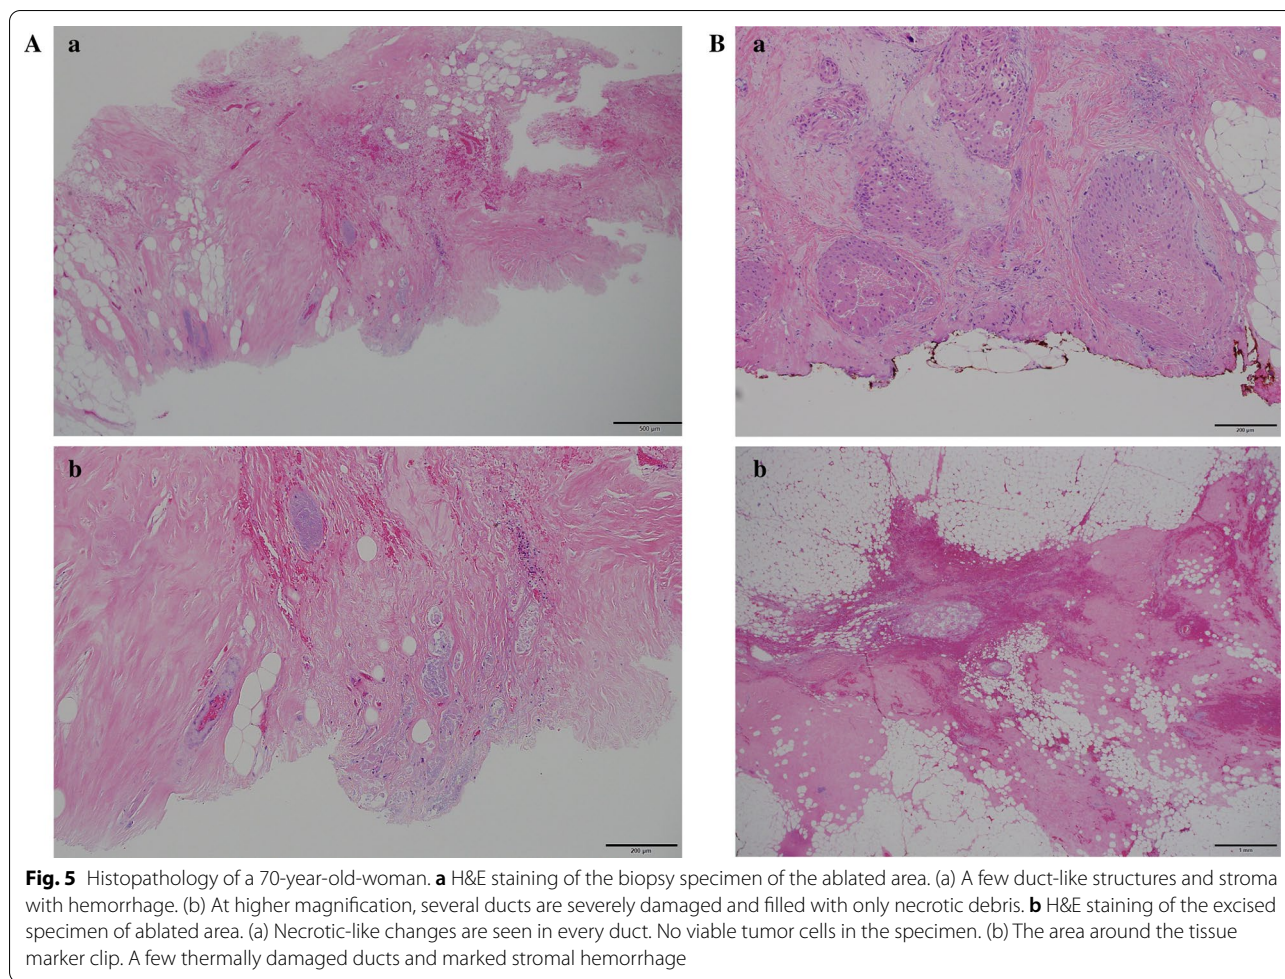 A a
500 µm
b
200 µm
B a
200 µm
b
1 mm
Fig. 5 Histopathology of a 70-year-old-woman. a H&E staining of the biopsy specimen of the ablated area. (a) A few duct-like structures and stroma
with hemorrhage. (b) At higher magnification, several ducts are severely damaged and filled with only necrotic debris. b H&E staining of the excised
specimen of ablated area. (a) Necrotic-like changes are seen in every duct. No viable tumor cells in the specimen. (b) The area around the tissue
marker clip. A few thermally damaged ducts and marked stromal hemorrhage